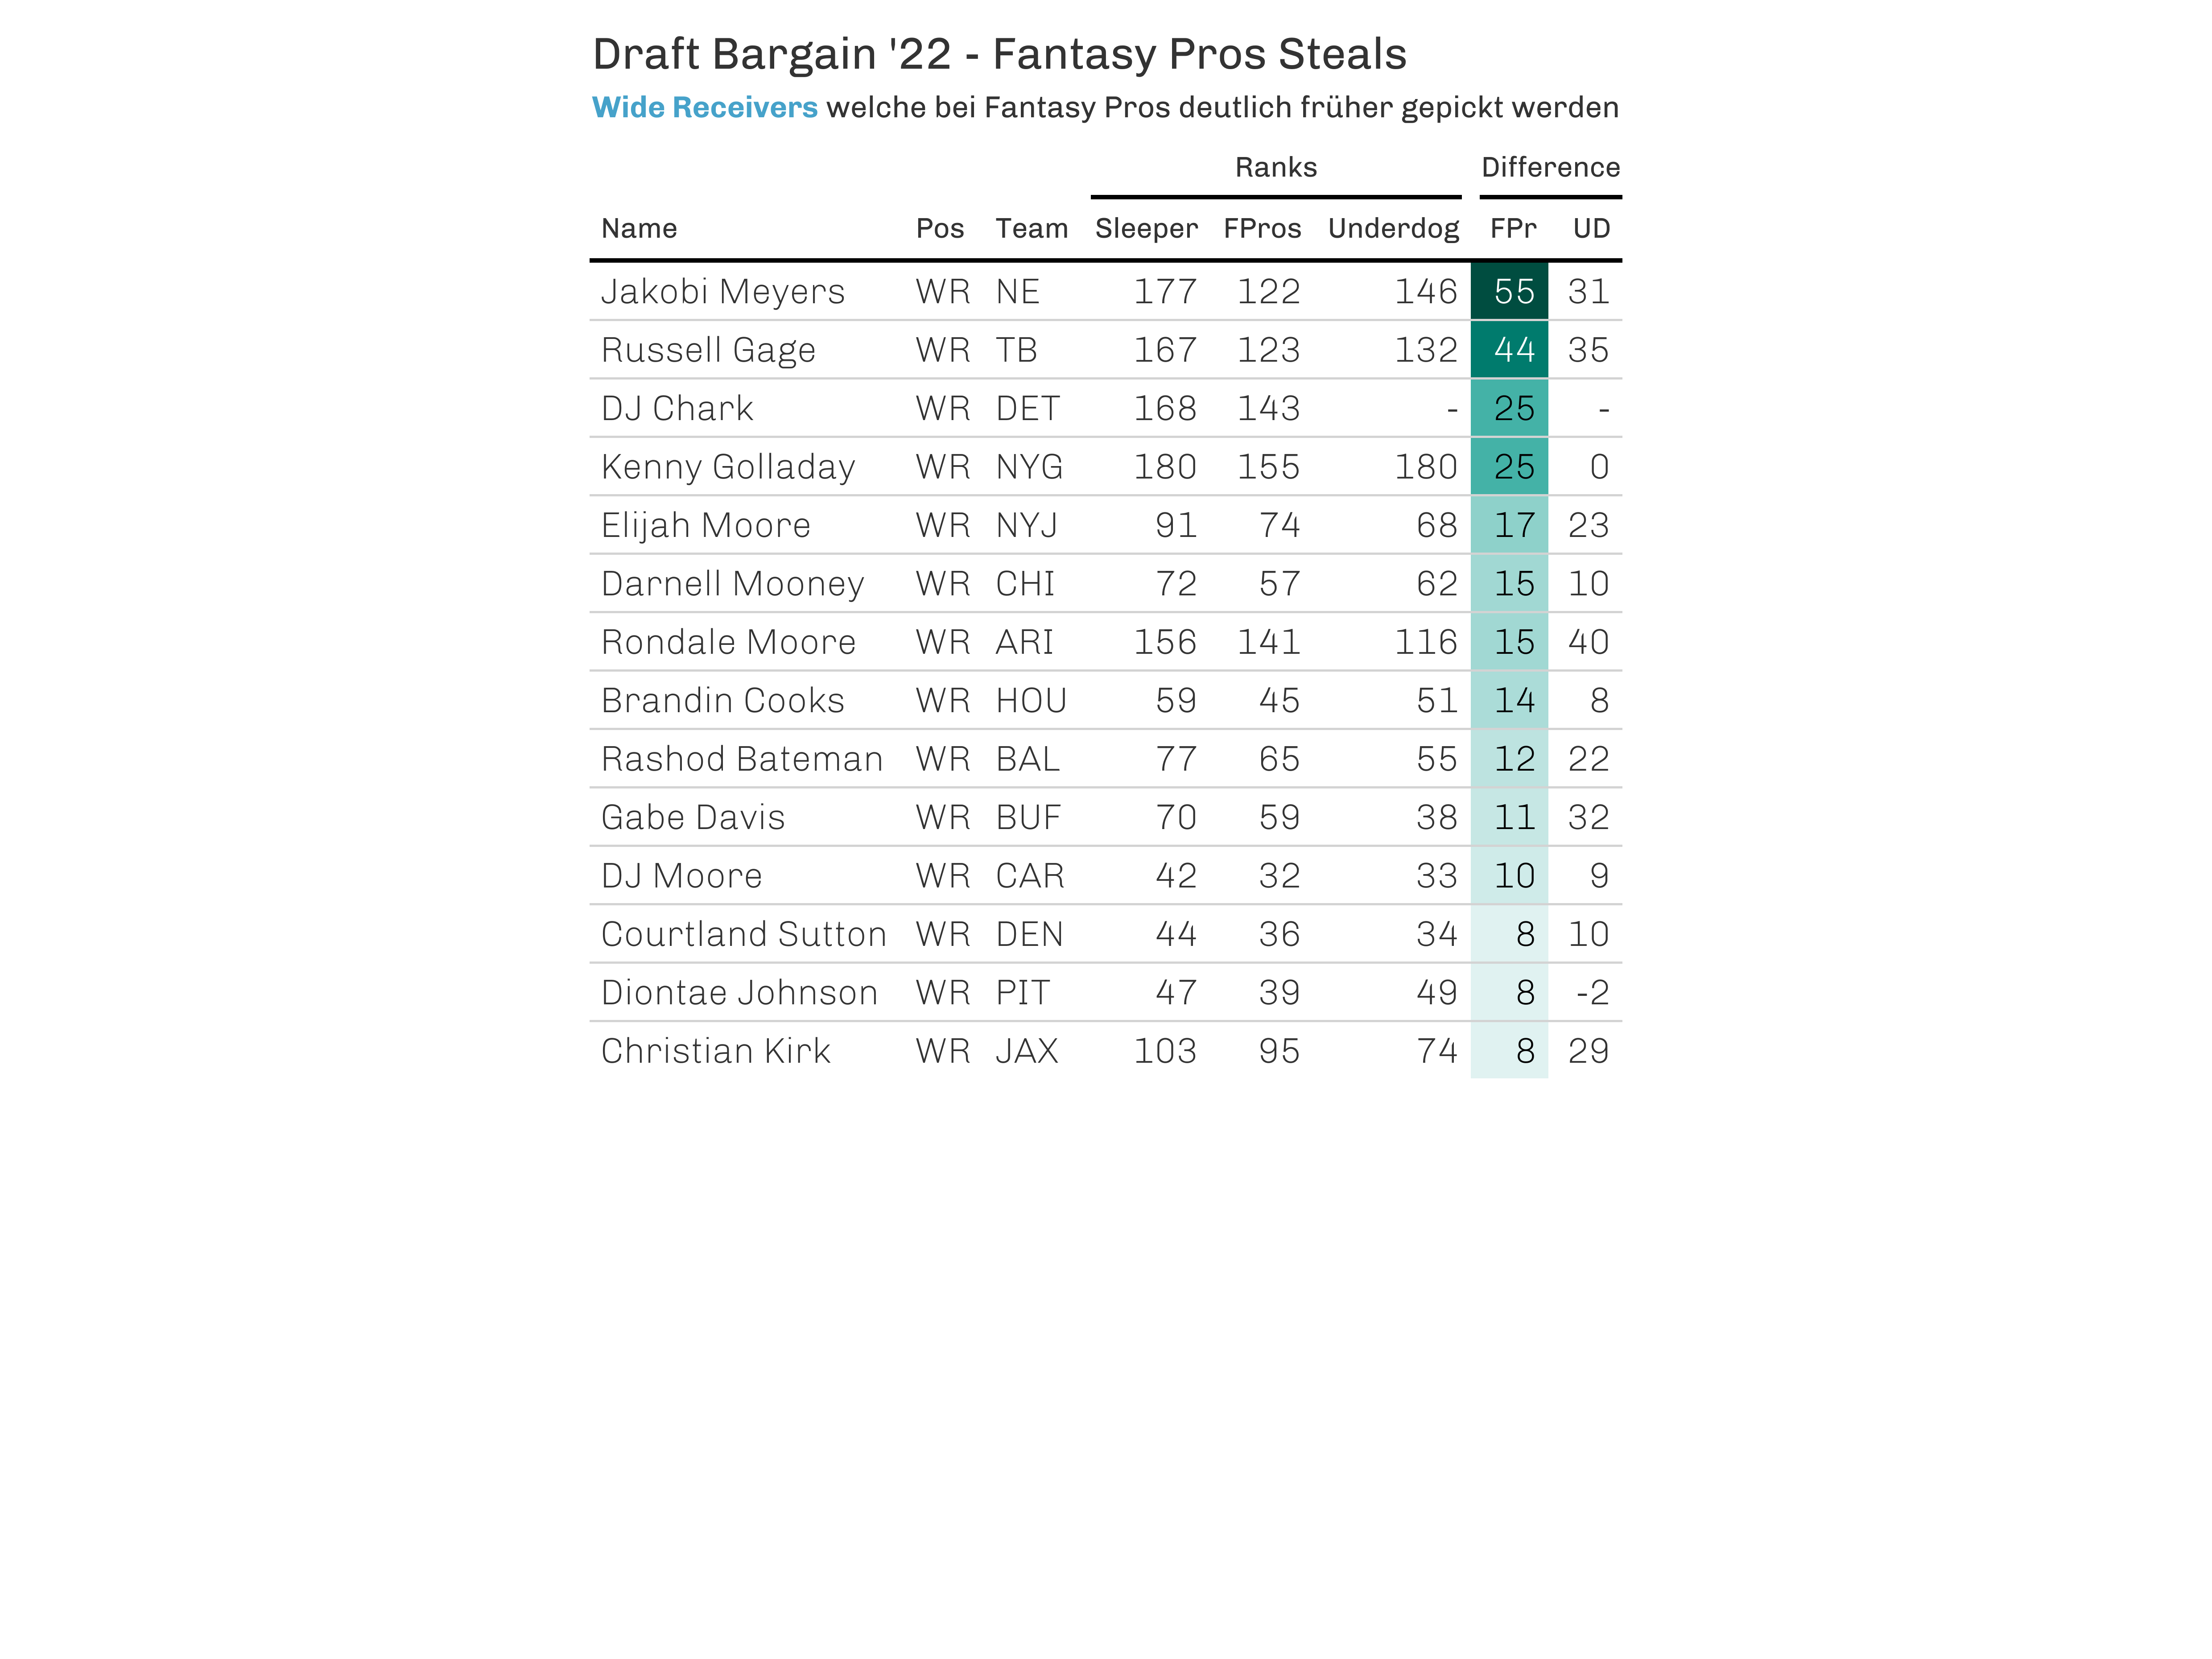 Draft Bargain '22 - Fantasy Pros Steals
Wide Receivers welche bei Fantasy Pros deutlich früher gepickt werden
Ranks Difference
Name Pos Team Sleeper FPros Underdog FPr UD
Jakobi Meyers WR NE 177 122 146 55 31
Russell Gage WR TB 167 123 132 44 35
DJ Chark WR DET 168 143 - 25 -
Kenny Golladay WR NYG 180 155 180 25 0
Elijah Moore WR NYJ 91 74 68 17 23
Darnell Mooney WR CHI 72 57 62 15 10
Rondale Moore WR ARI 156 141 116 15 40
Brandin Cooks WR HOU 59 45 51 14 8
Rashod Bateman WR BAL 77 65 55 12 22
Gabe Davis WR BUF 70 59 38 11 32
DJ Moore WR CAR 42 32 33 10 9
Courtland Sutton WR DEN 44 36 34 8 10
Diontae Johnson WR PIT 47 39 49 8 -2
Christian Kirk WR JAX 103 95 74 8 29